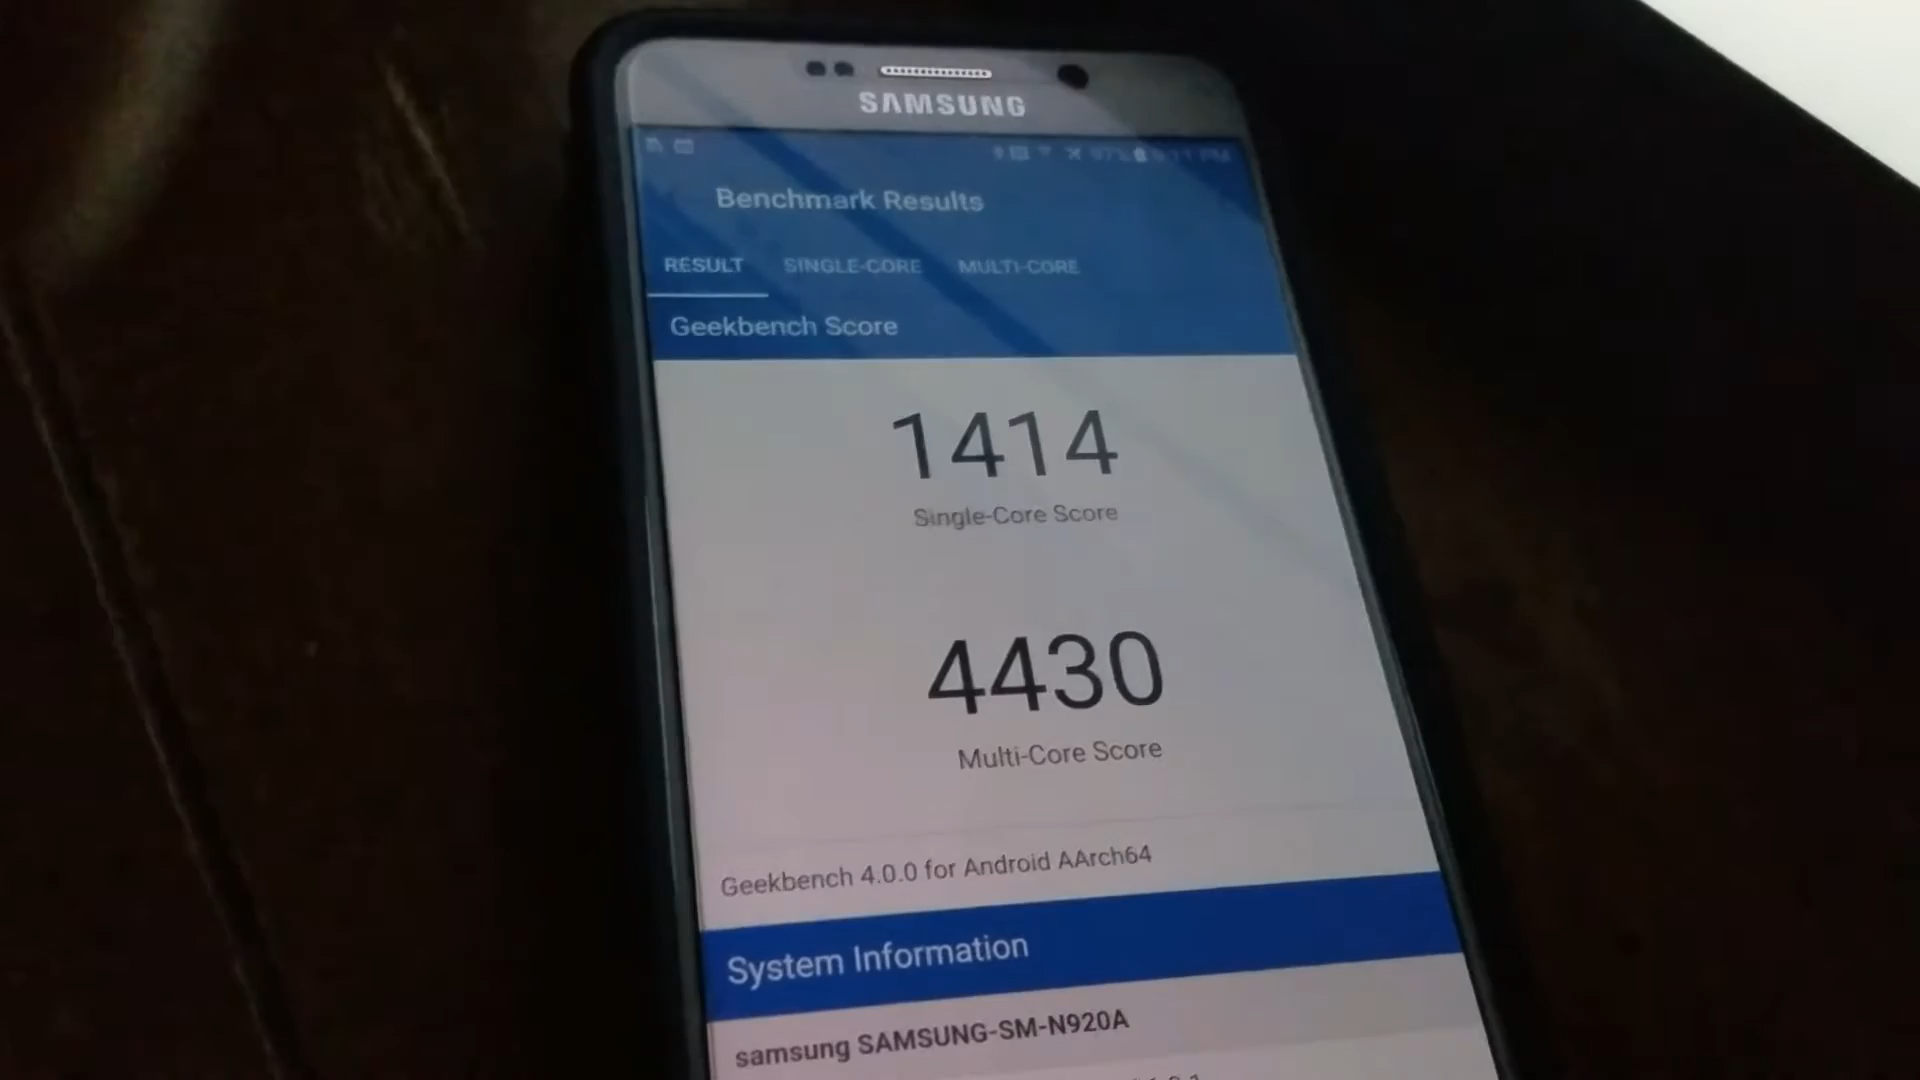 SAMSUNG
Benchmark Results
RESULT SINGLE-CORE MULTI-CORE
Geekbench Score
1414
Single-Core Score
4430
Multi-Core Score
Geekbench 4.0.0 for Android AArch64
System Information
samsung SAMSUNG-SM-N920A